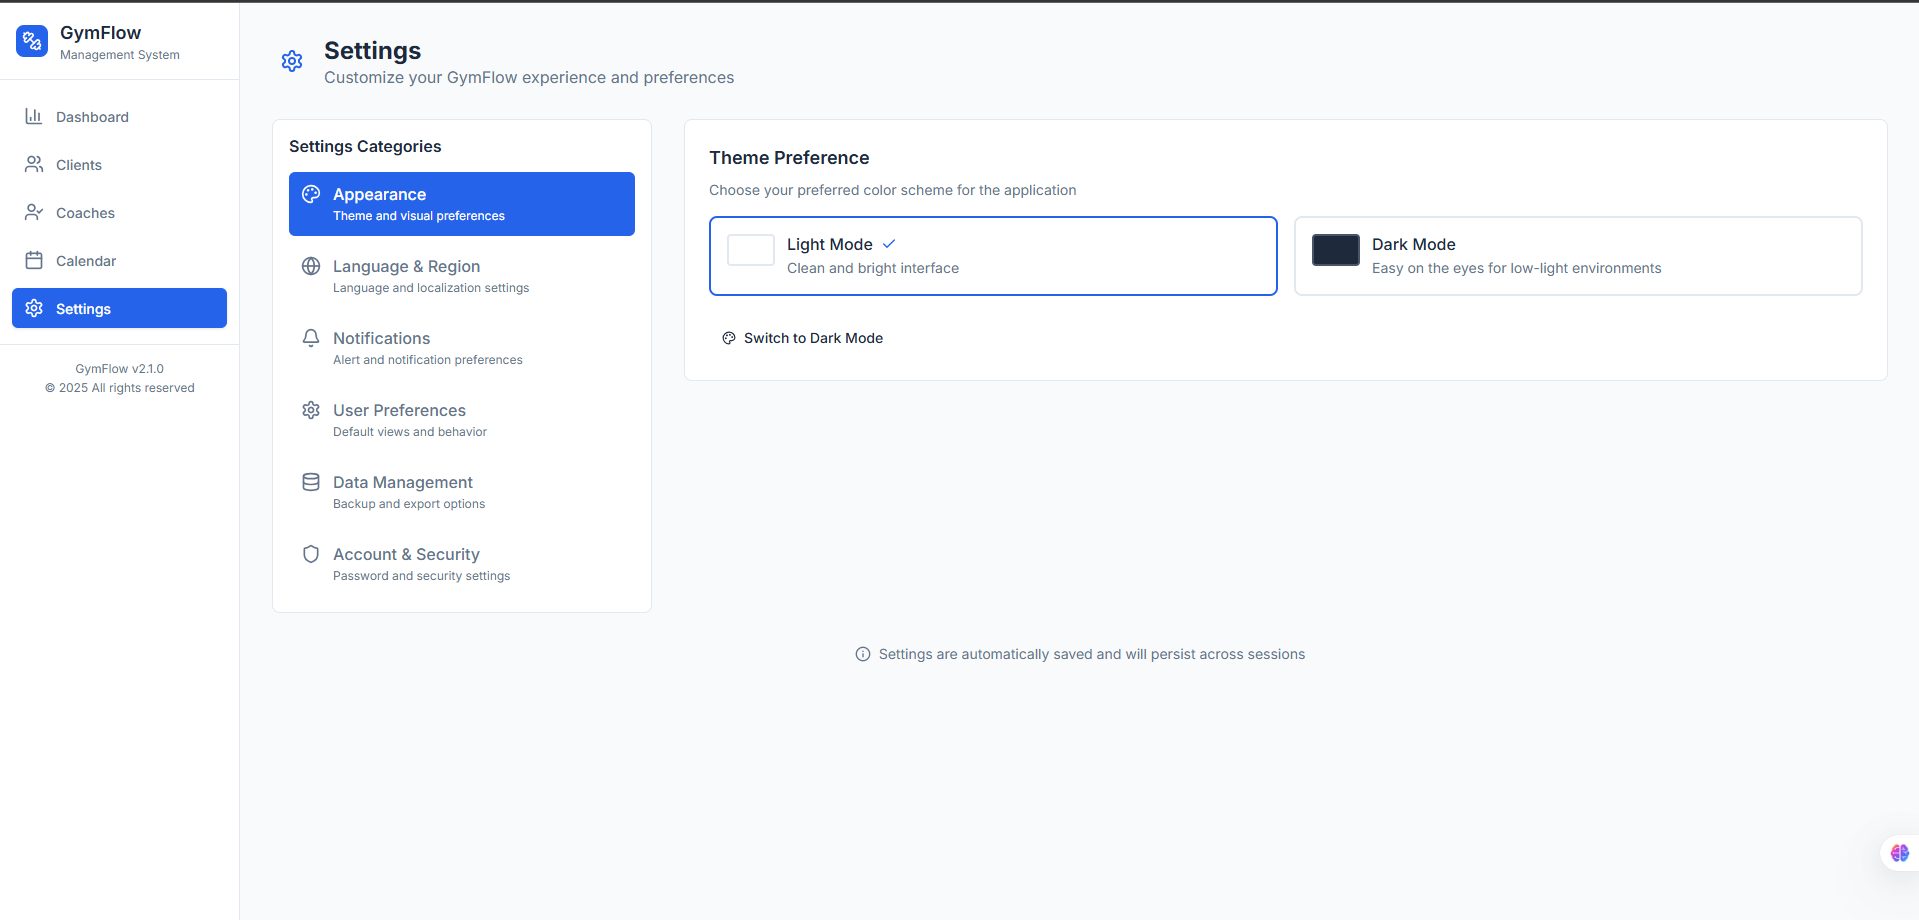 GymFlow
Management System
Dashboard
Clients
Coaches
Calendar
Settings
GymFlow v2.1.0
© 2025 All rights reserved
Settings
Customize your GymFlow experience and preferences
Settings Categories
Appearance
Theme and visual preferences
Language & Region
Language and localization settings
Notifications
Alert and notification preferences
User Preferences
Default views and behavior
Data Management
Backup and export options
Account & Security
Password and security settings
Theme Preference
Choose your preferred color scheme for the application
Light Mode
Clean and bright interface
Dark Mode
Easy on the eyes for low-light environments
Switch to Dark Mode
Settings are automatically saved and will persist across sessions